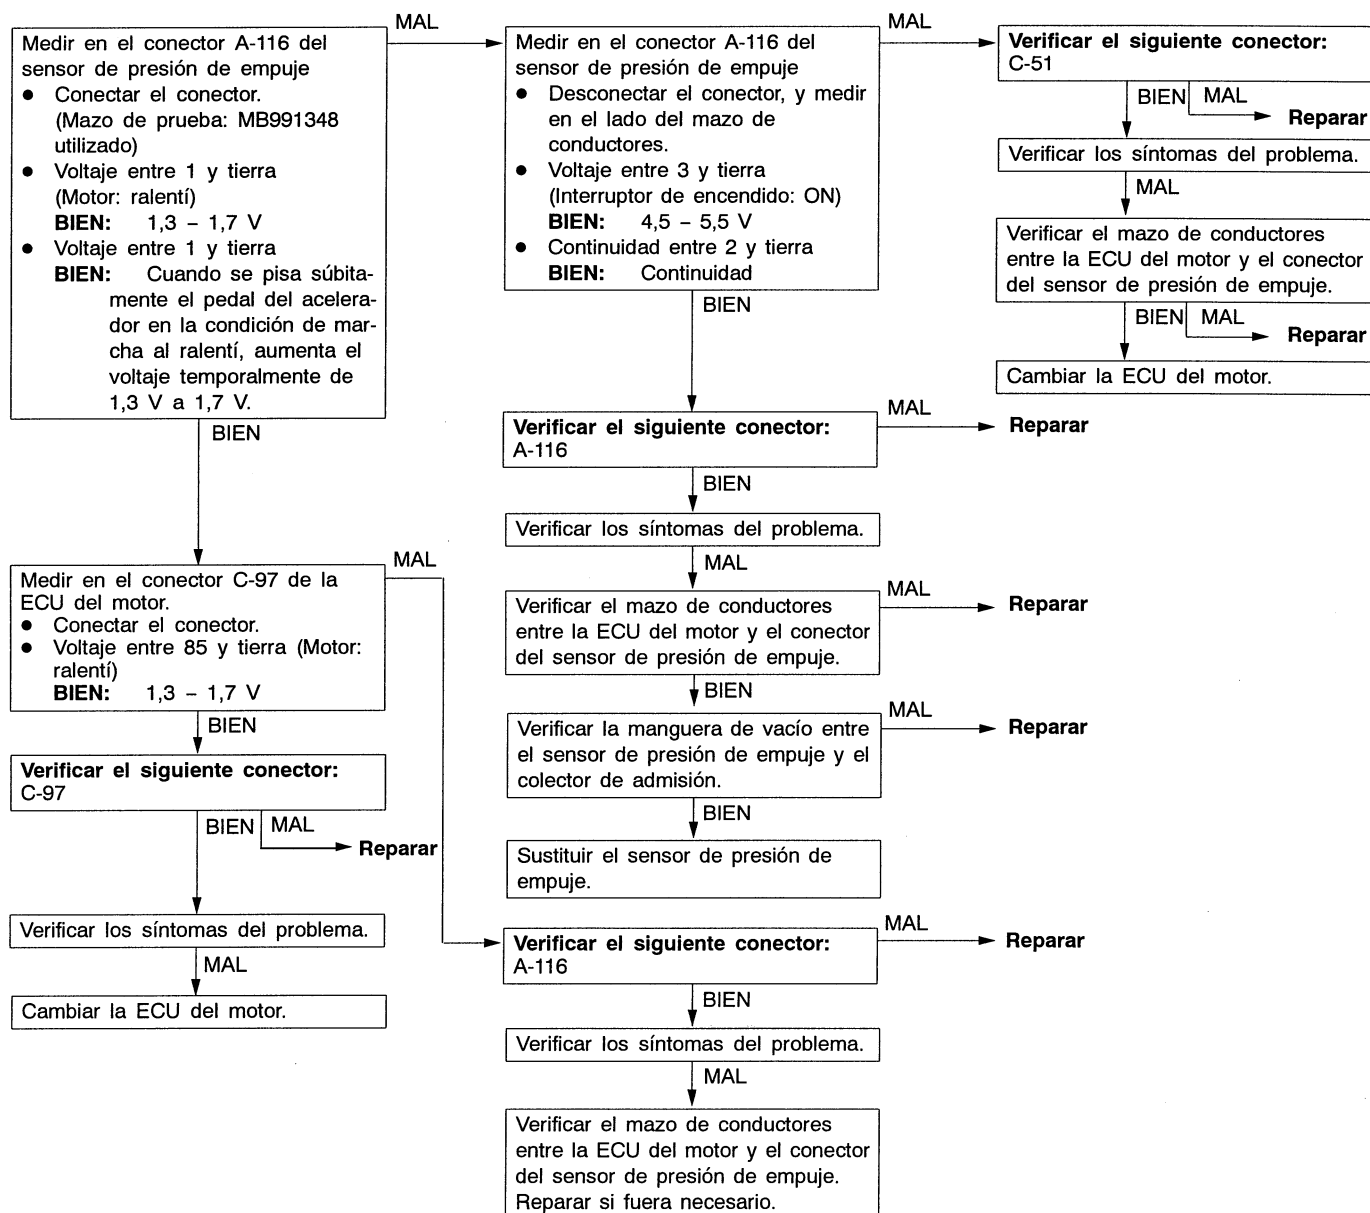 MAL
Medir en el conector A-116 del
sensor de presión de empuje
● Conectar el conector.
(Mazo de prueba: MB991348
utilizado)
● Voltaje entre 1 y tierra
(Motor: ralentí)
BIEN: 1,3 – 1,7 V
● Voltaje entre 1 y tierra
BIEN: Cuando se pisa súbita-
mente el pedal del acelera-
dor en la condición de mar-
cha al ralentí, aumenta el
voltaje temporalmente de
1,3 V a 1,7 V.
BIEN
MAL
Medir en el conector C-97 de la
ECU del motor.
● Conectar el conector.
● Voltaje entre 85 y tierra (Motor:
ralentí)
BIEN: 1,3 – 1,7 V
BIEN
Verificar el siguiente conector:
C-97
BIEN MAL
Reparar
Verificar los síntomas del problema.
MAL
Cambiar la ECU del motor.
MAL
Medir en el conector A-116 del
sensor de presión de empuje
● Desconectar el conector, y medir
en el lado del mazo de
conductores.
● Voltaje entre 3 y tierra
(Interruptor de encendido: ON)
BIEN: 4,5 – 5,5 V
● Continuidad entre 2 y tierra
BIEN: Continuidad
BIEN
Verificar el siguiente conector:
A-116
MAL
Reparar
BIEN
Verificar los síntomas del problema.
MAL
Verificar el mazo de conductores
entre la ECU del motor y el conector
del sensor de presión de empuje.
MAL
Reparar
BIEN
Verificar la manguera de vacío entre
el sensor de presión de empuje y el
colector de admisión.
MAL
Reparar
BIEN
Sustituir el sensor de presión de
empuje.
Verificar el siguiente conector:
A-116
MAL
Reparar
BIEN
Verificar los síntomas del problema.
MAL
Verificar el mazo de conductores
entre la ECU del motor y el conector
del sensor de presión de empuje.
Reparar si fuera necesario.
Verificar el siguiente conector:
C-51
BIEN MAL
Reparar
Verificar los síntomas del problema.
MAL
Verificar el mazo de conductores
entre la ECU del motor y el conector
del sensor de presión de empuje.
BIEN MAL
Reparar
Cambiar la ECU del motor.